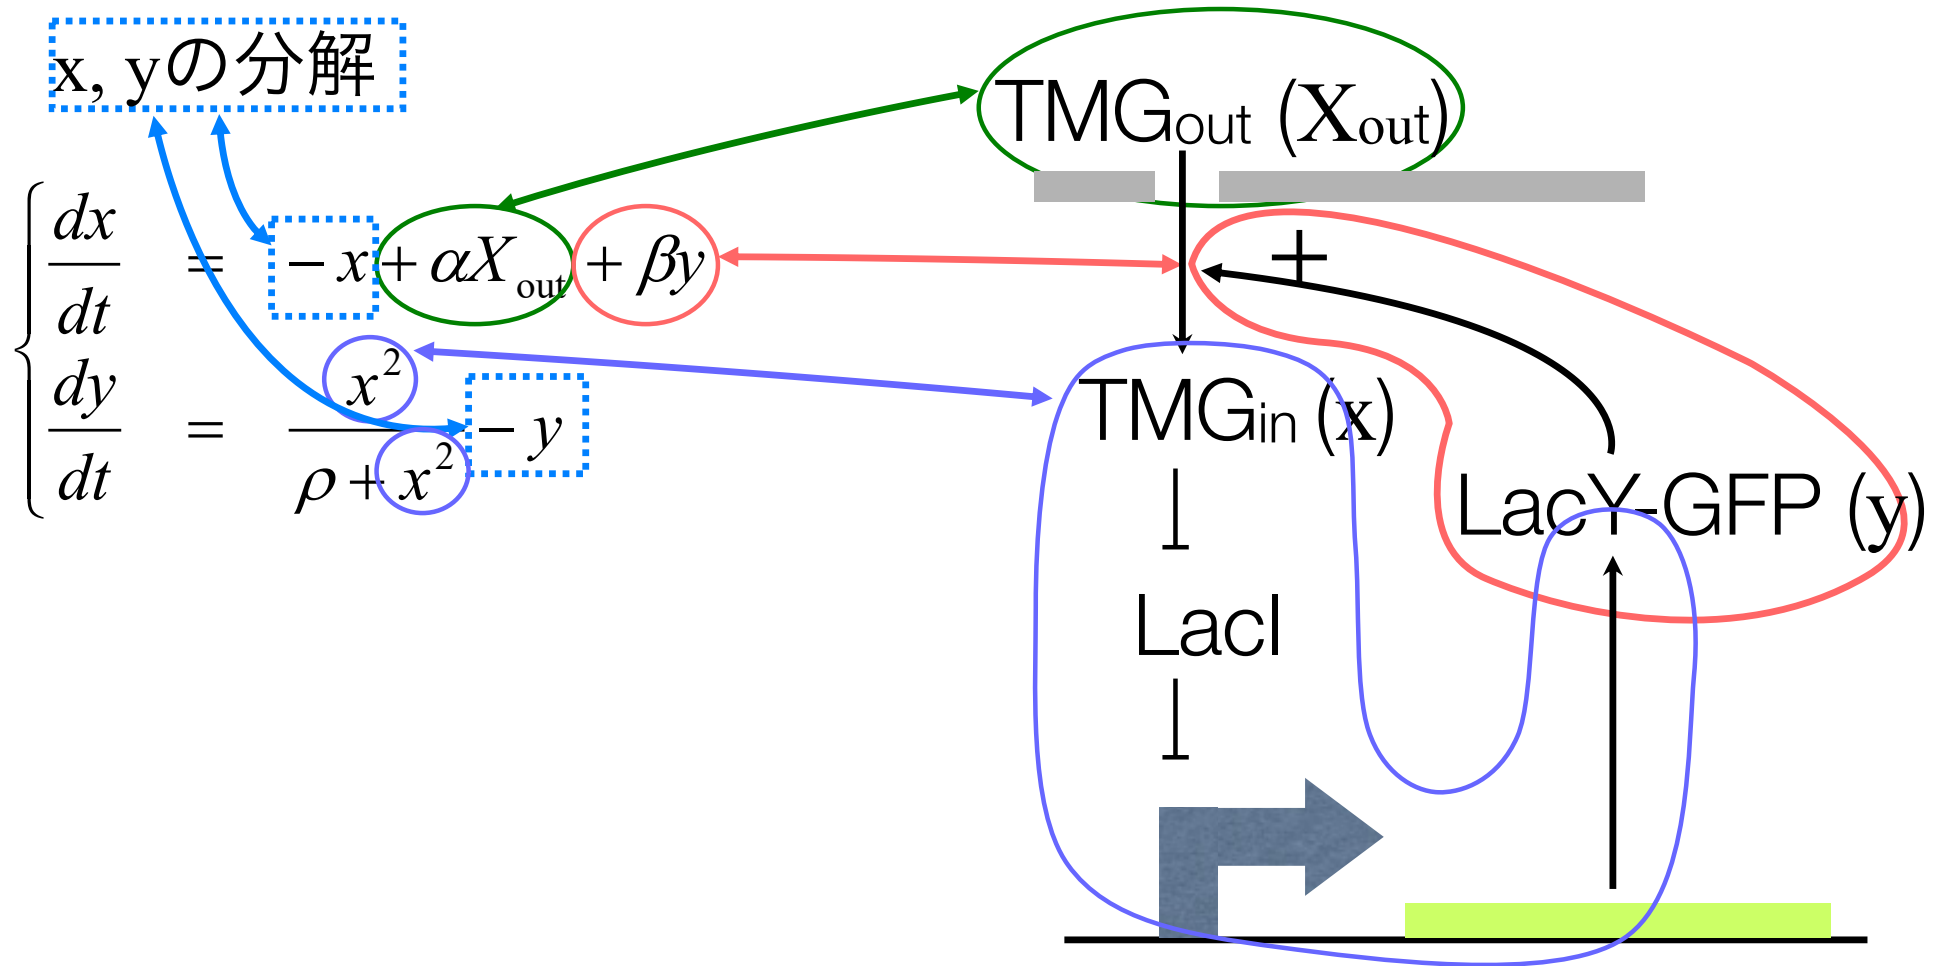 x, yの分解
TMGout (Xout)
dx/dt = − x + αXout + βy
+
dy/dt = x²/(ρ + x²) − y
TMGin (x)
LacY-GFP (y)
LacI